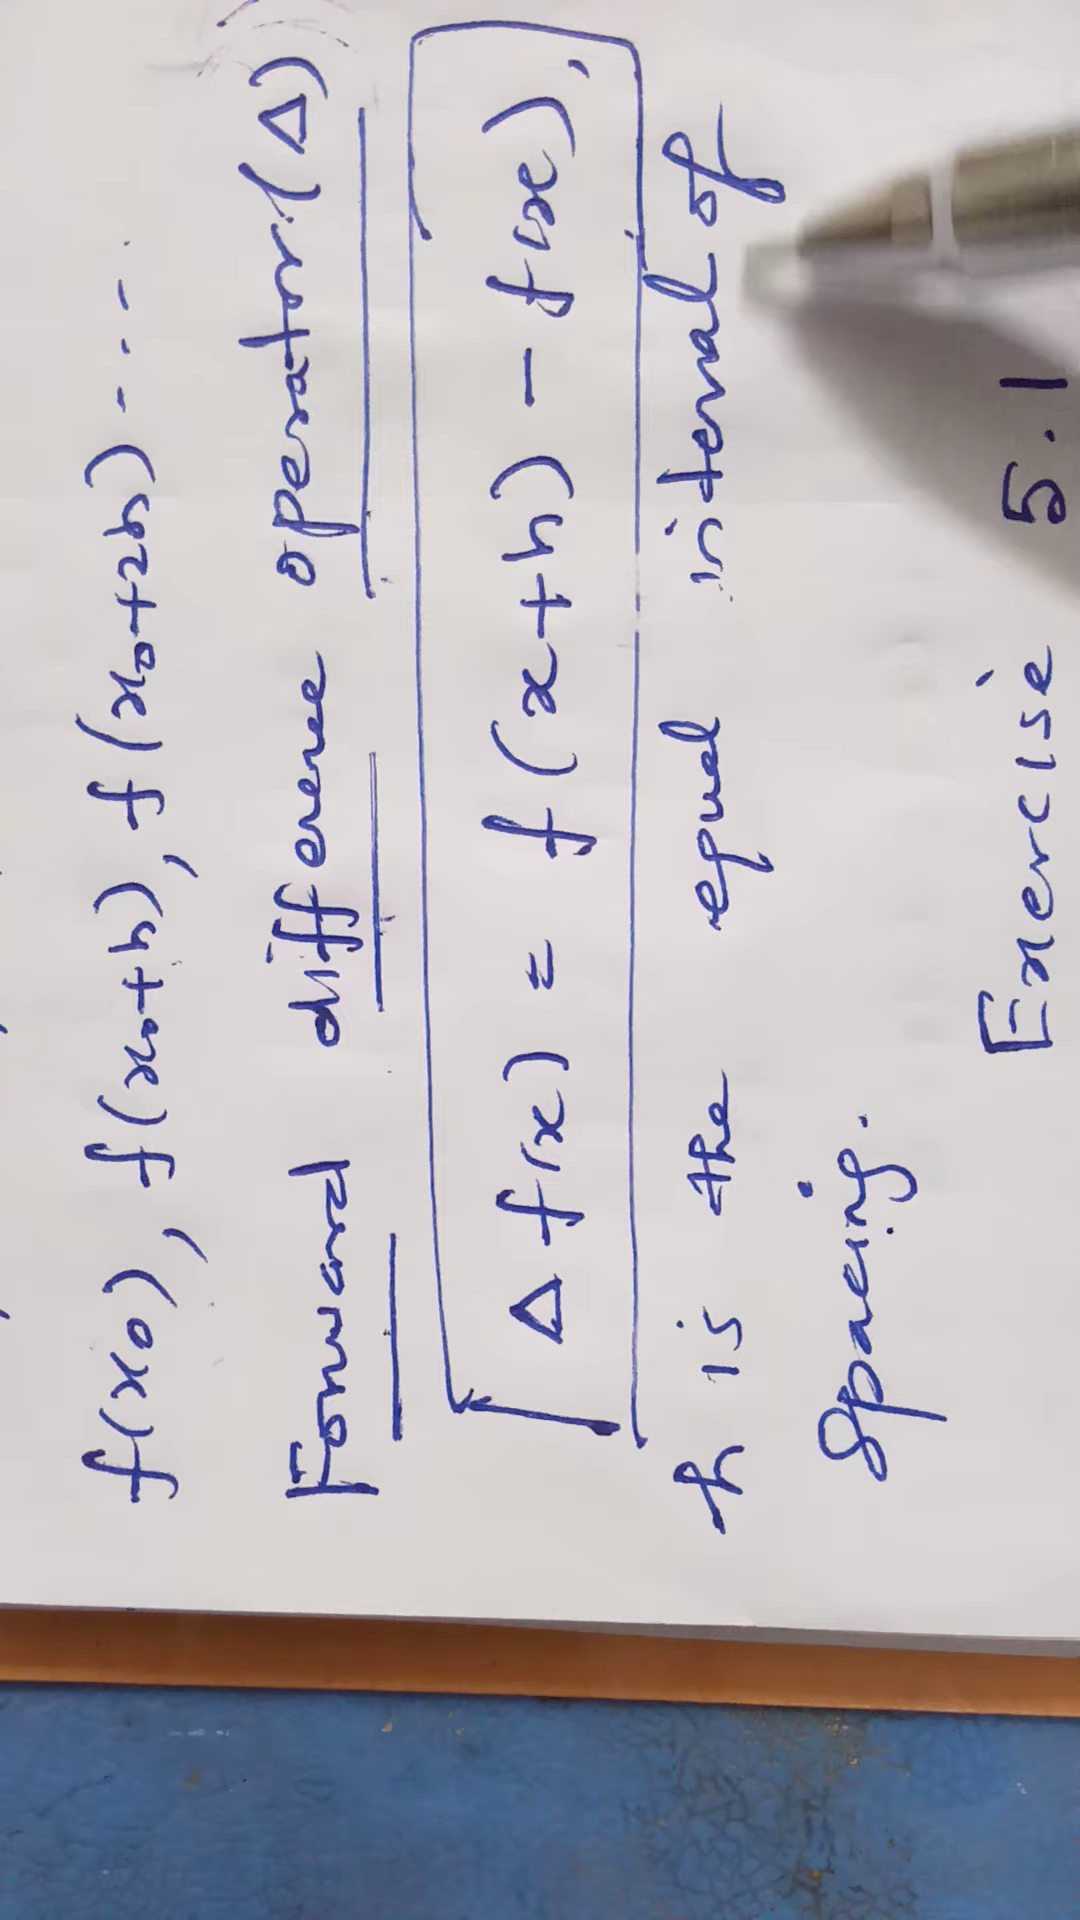 f(x₀), f(x₀+h), f(x₀+2h) - - - .
Forward difference operator (Δ)
Δ f(x) = f(x+h) - f(x),
h is the equal interval of
Spacing.
Exercise 5.1